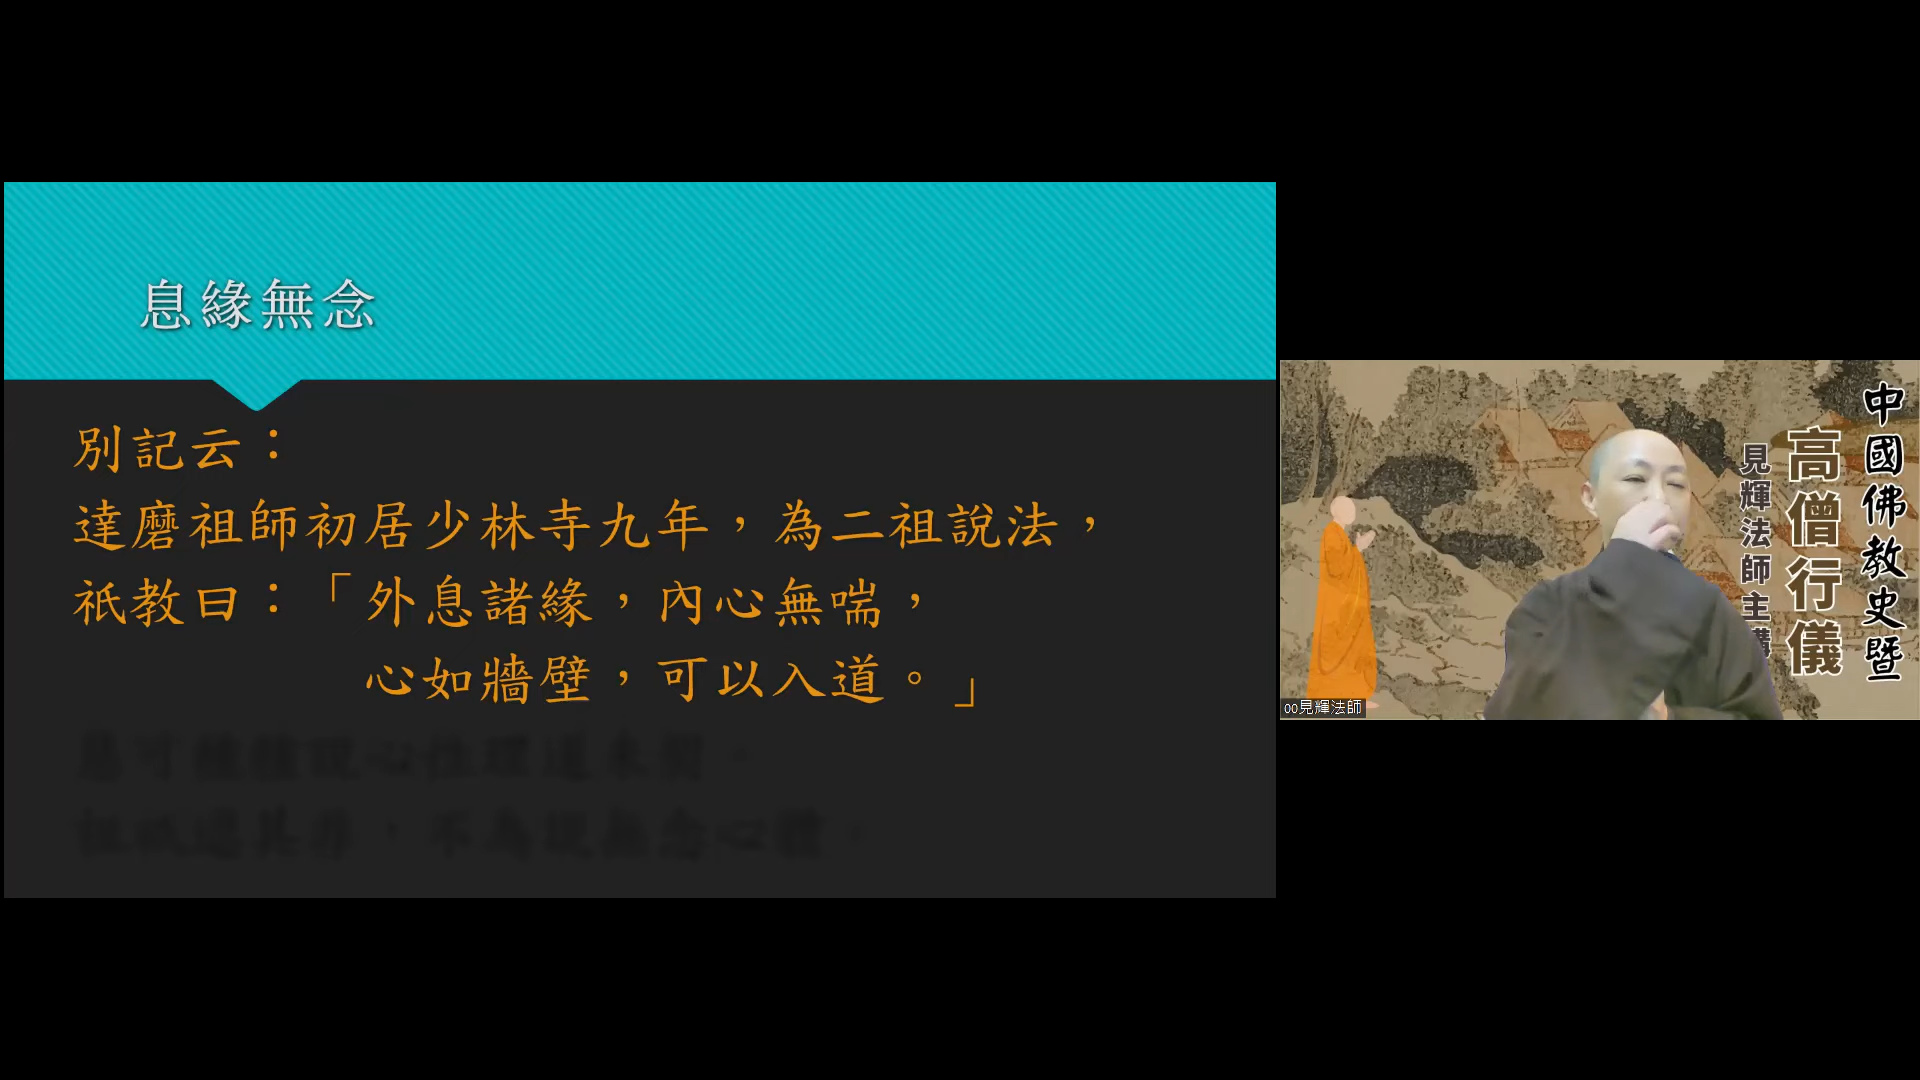 息緣無念
別記云：
達磨祖師初居少林寺九年，為二祖說法，
祇教曰：「外息諸緣，內心無喘，
心如牆壁，可以入道。」
中國佛教史暨
高僧行儀
見輝法師主講
oo見輝法師